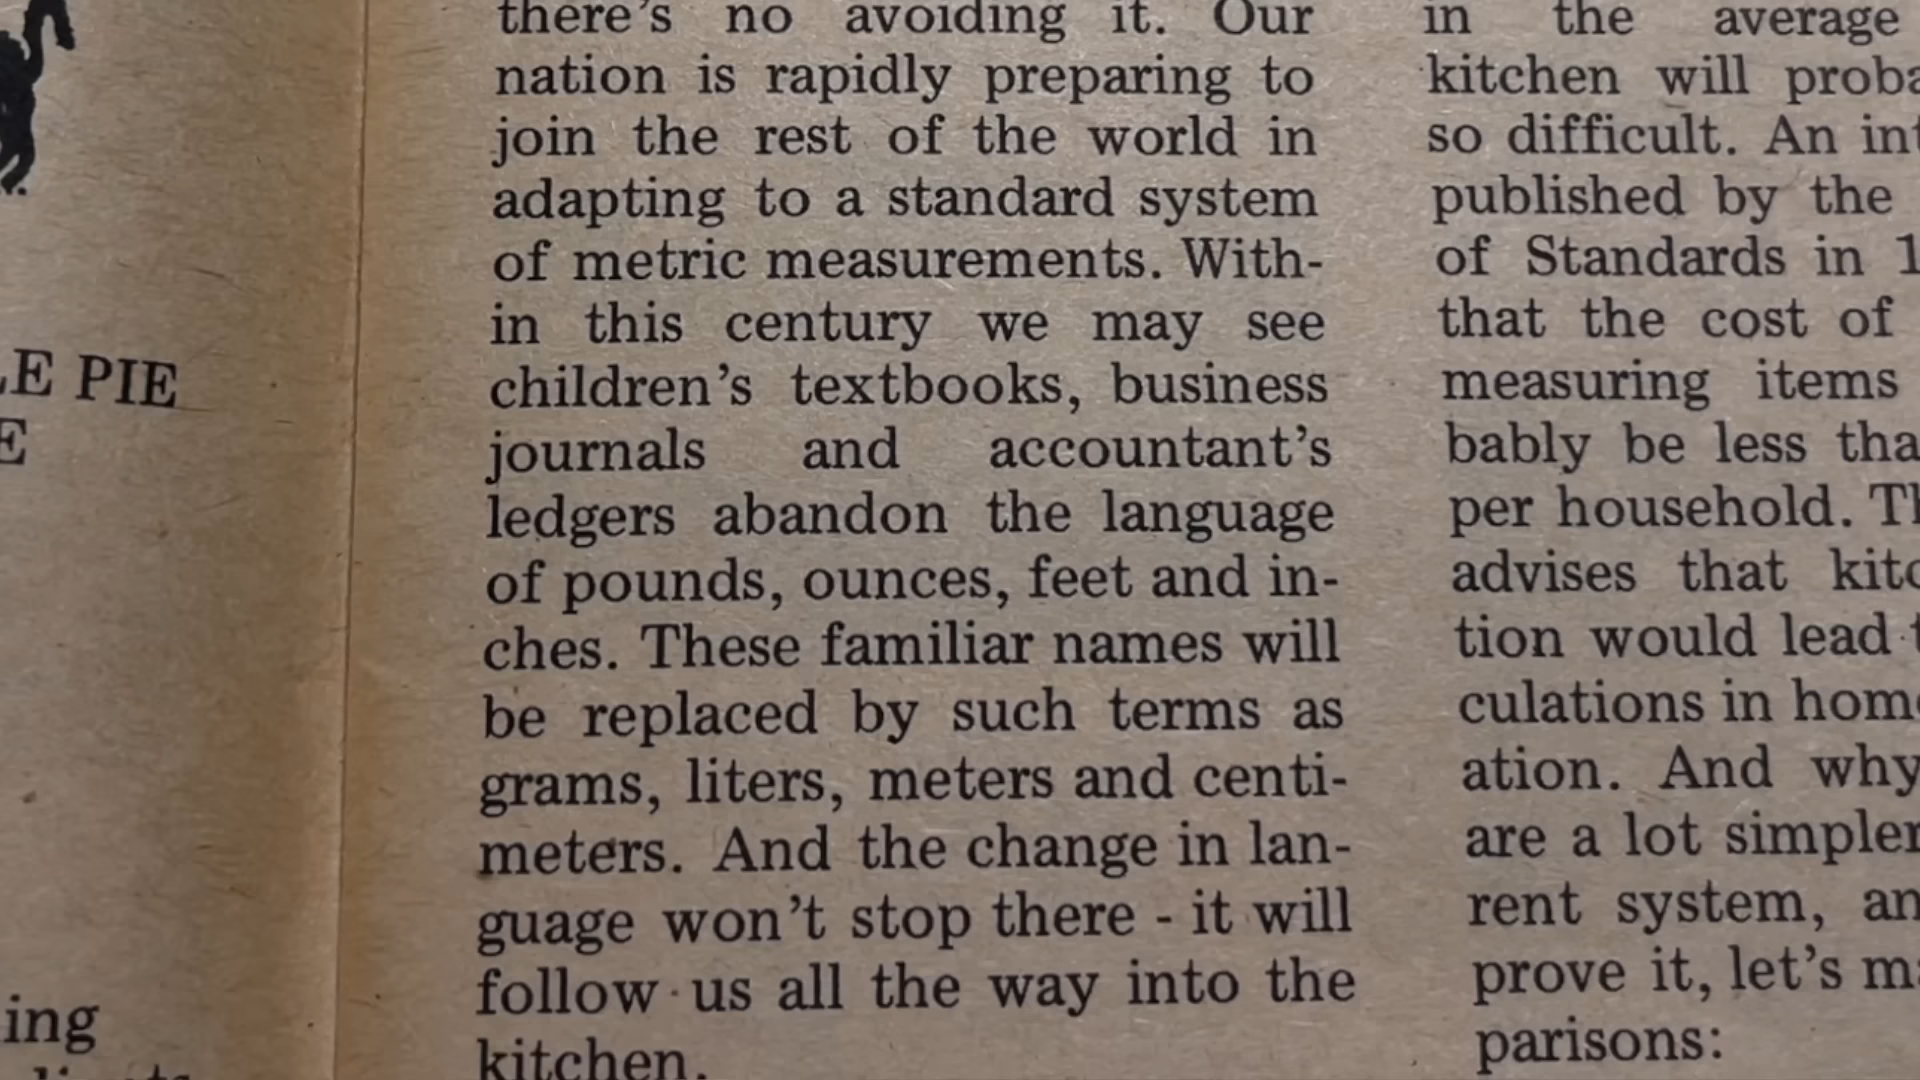 LE PIE
E
ing
there's no avoiding it. Our
nation is rapidly preparing to
join the rest of the world in
adapting to a standard system
of metric measurements. With-
in this century we may see
children's textbooks, business
journals and accountant's
ledgers abandon the language
of pounds, ounces, feet and in-
ches. These familiar names will
be replaced by such terms as
grams, liters, meters and centi-
meters. And the change in lan-
guage won't stop there - it will
follow us all the way into the
kitchen.
in the average
kitchen will proba
so difficult. An int
published by the
of Standards in 1
that the cost of
measuring items
bably be less tha
per household. Th
advises that kitc
tion would lead t
culations in home
ation. And why
are a lot simpler
rent system, an
prove it, let's ma
parisons: